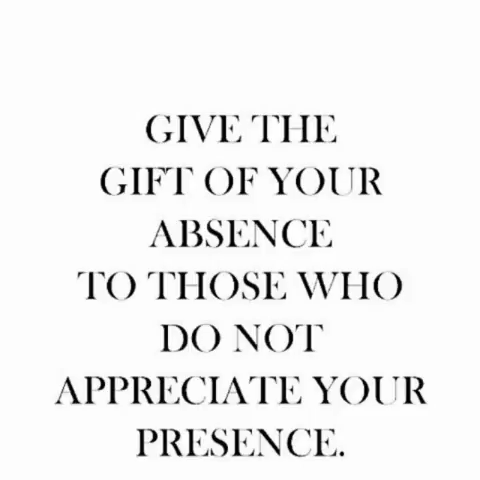 GIVE THE
GIFT OF YOUR
ABSENCE
TO THOSE WHO
DO NOT
APPRECIATE YOUR
PRESENCE.